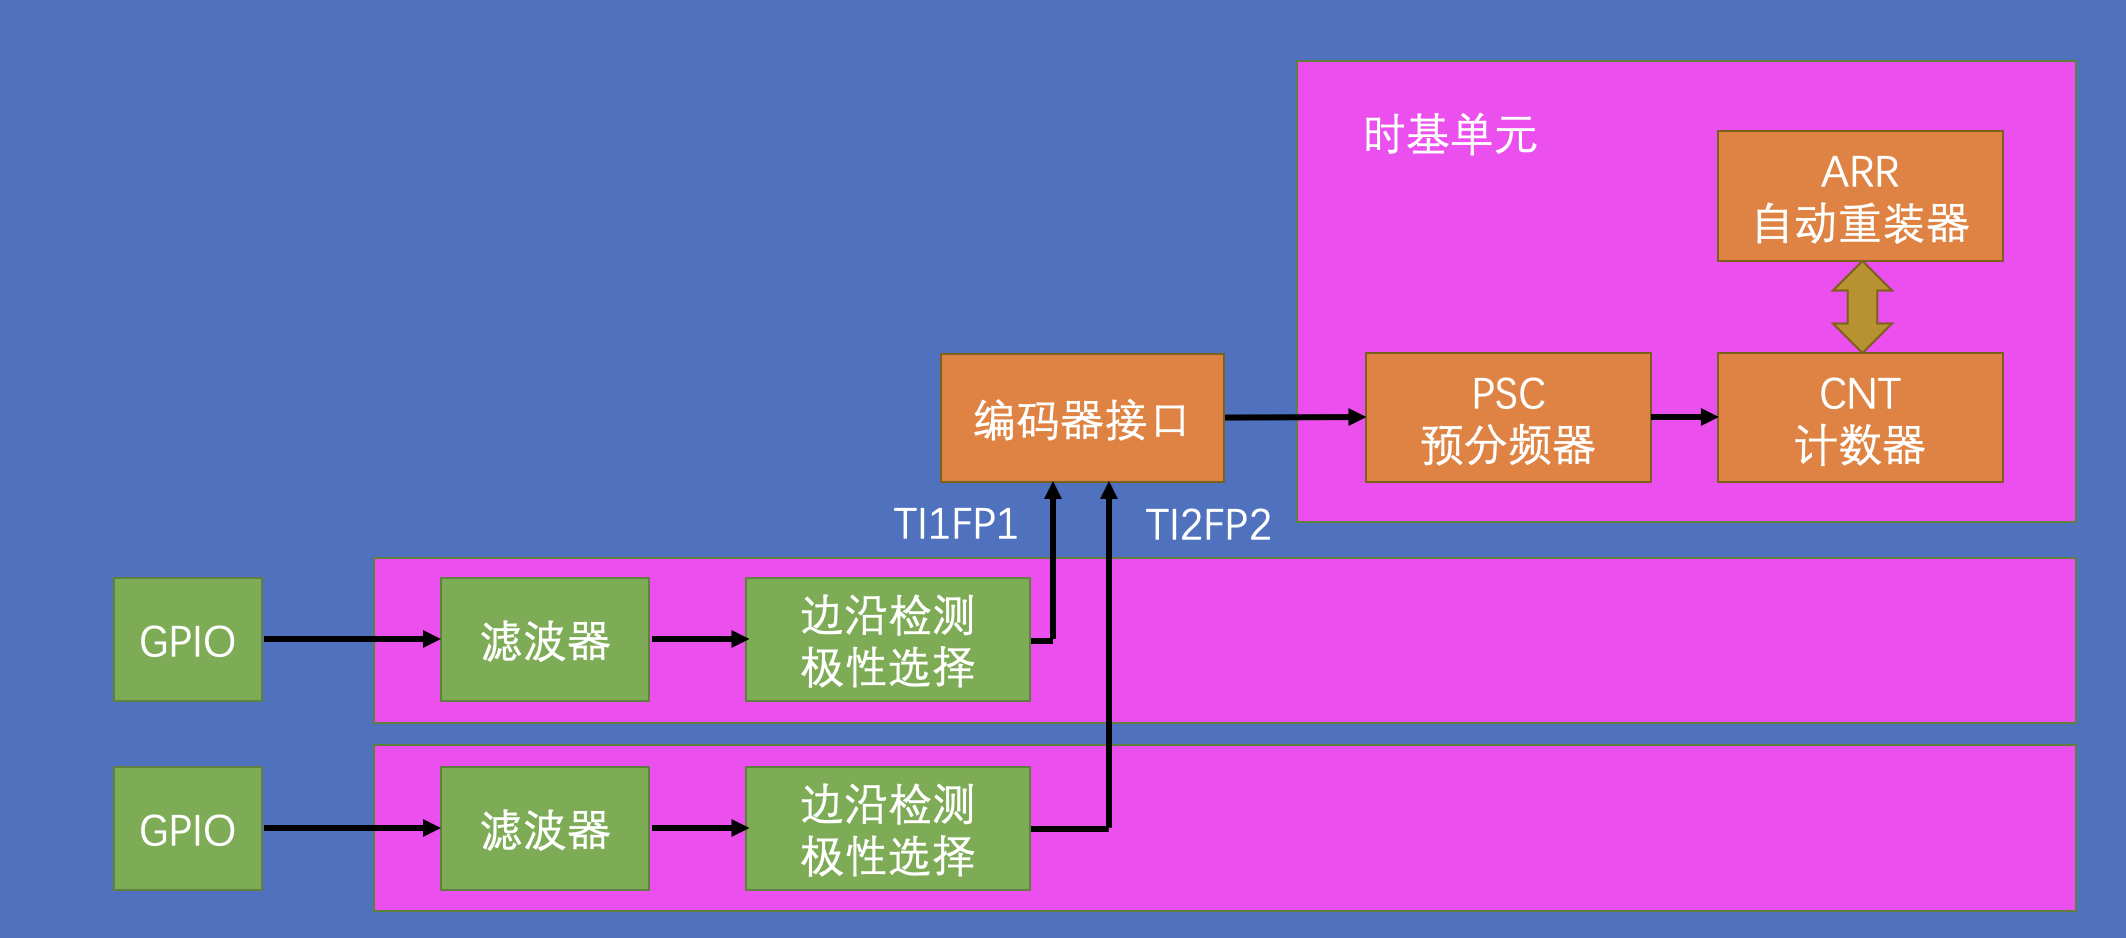 时基单元
ARR
自动重装器
编码器接口
PSC
预分频器
CNT
计数器
TI1FP1
TI2FP2
GPIO
滤波器
边沿检测
极性选择
GPIO
滤波器
边沿检测
极性选择